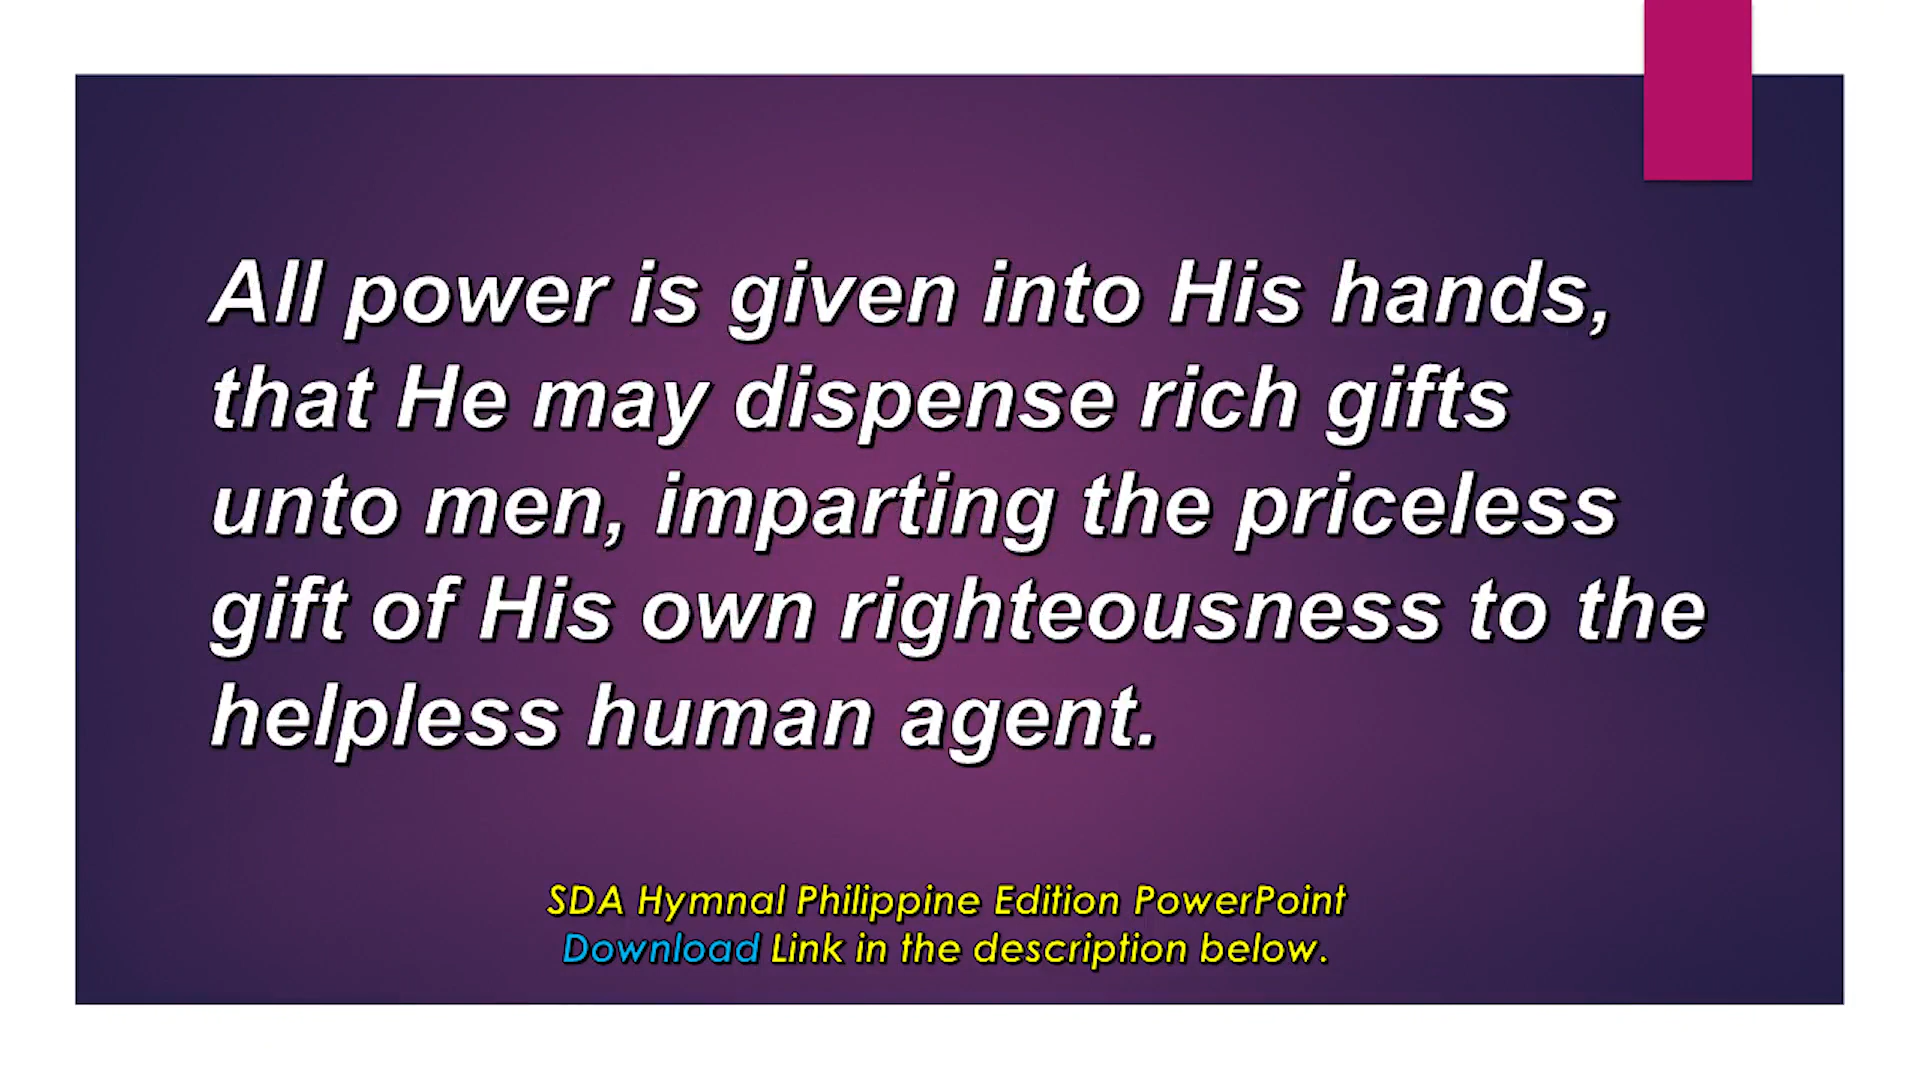 All power is given into His hands,
that He may dispense rich gifts
unto men, imparting the priceless
gift of His own righteousness to the
helpless human agent.
SDA Hymnal Philippine Edition PowerPoint
Download Link in the description below.